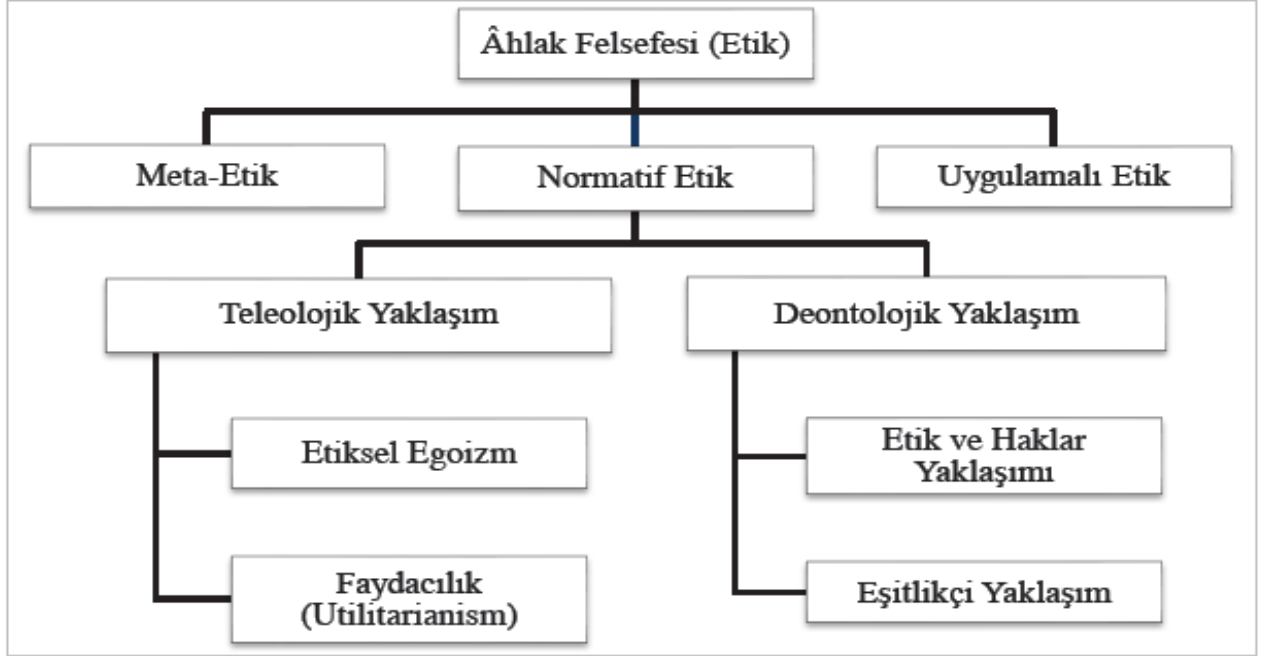 Âhlak Felsefesi (Etik)
Meta-Etik
Normatif Etik
Uygulamalı Etik
Teleolojik Yaklaşım
Deontolojik Yaklaşım
Etiksel Egoizm
Etik ve Haklar
Yaklaşımı
Faydacılık
(Utilitarianism)
Eşitlikçi Yaklaşım